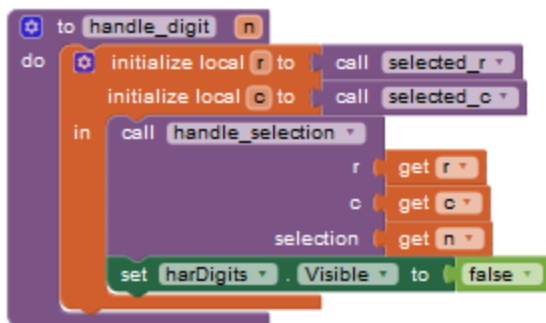 to handle_digit n
do initialize local r to call selected_r
initialize local c to call selected_c
in call handle_selection
r get r
c get c
selection get n
set harDigits . Visible to false